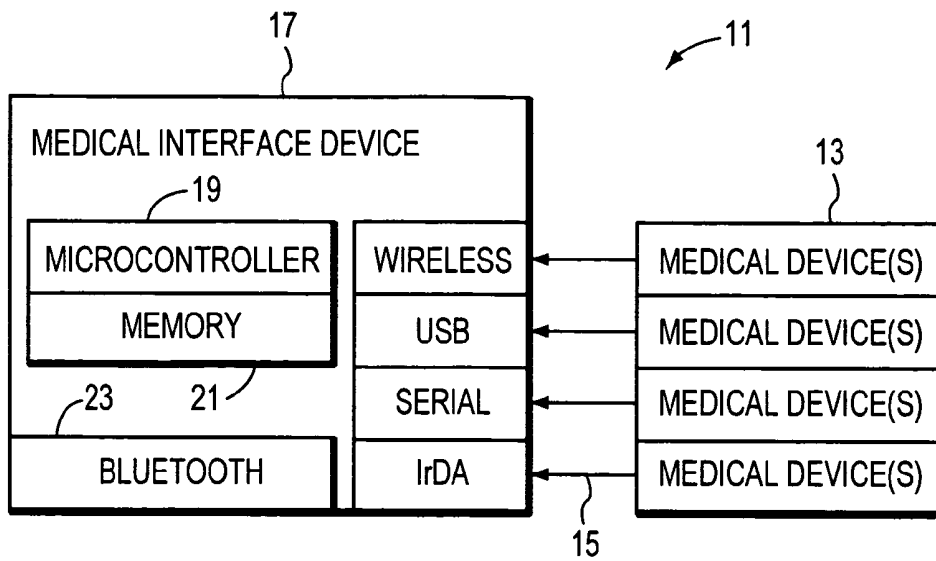 17
11
MEDICAL INTERFACE DEVICE
13
19
MICROCONTROLLER
WIRELESS
MEDICAL DEVICE(S)
MEMORY
USB
MEDICAL DEVICE(S)
23
21
SERIAL
MEDICAL DEVICE(S)
BLUETOOTH
IrDA
MEDICAL DEVICE(S)
15